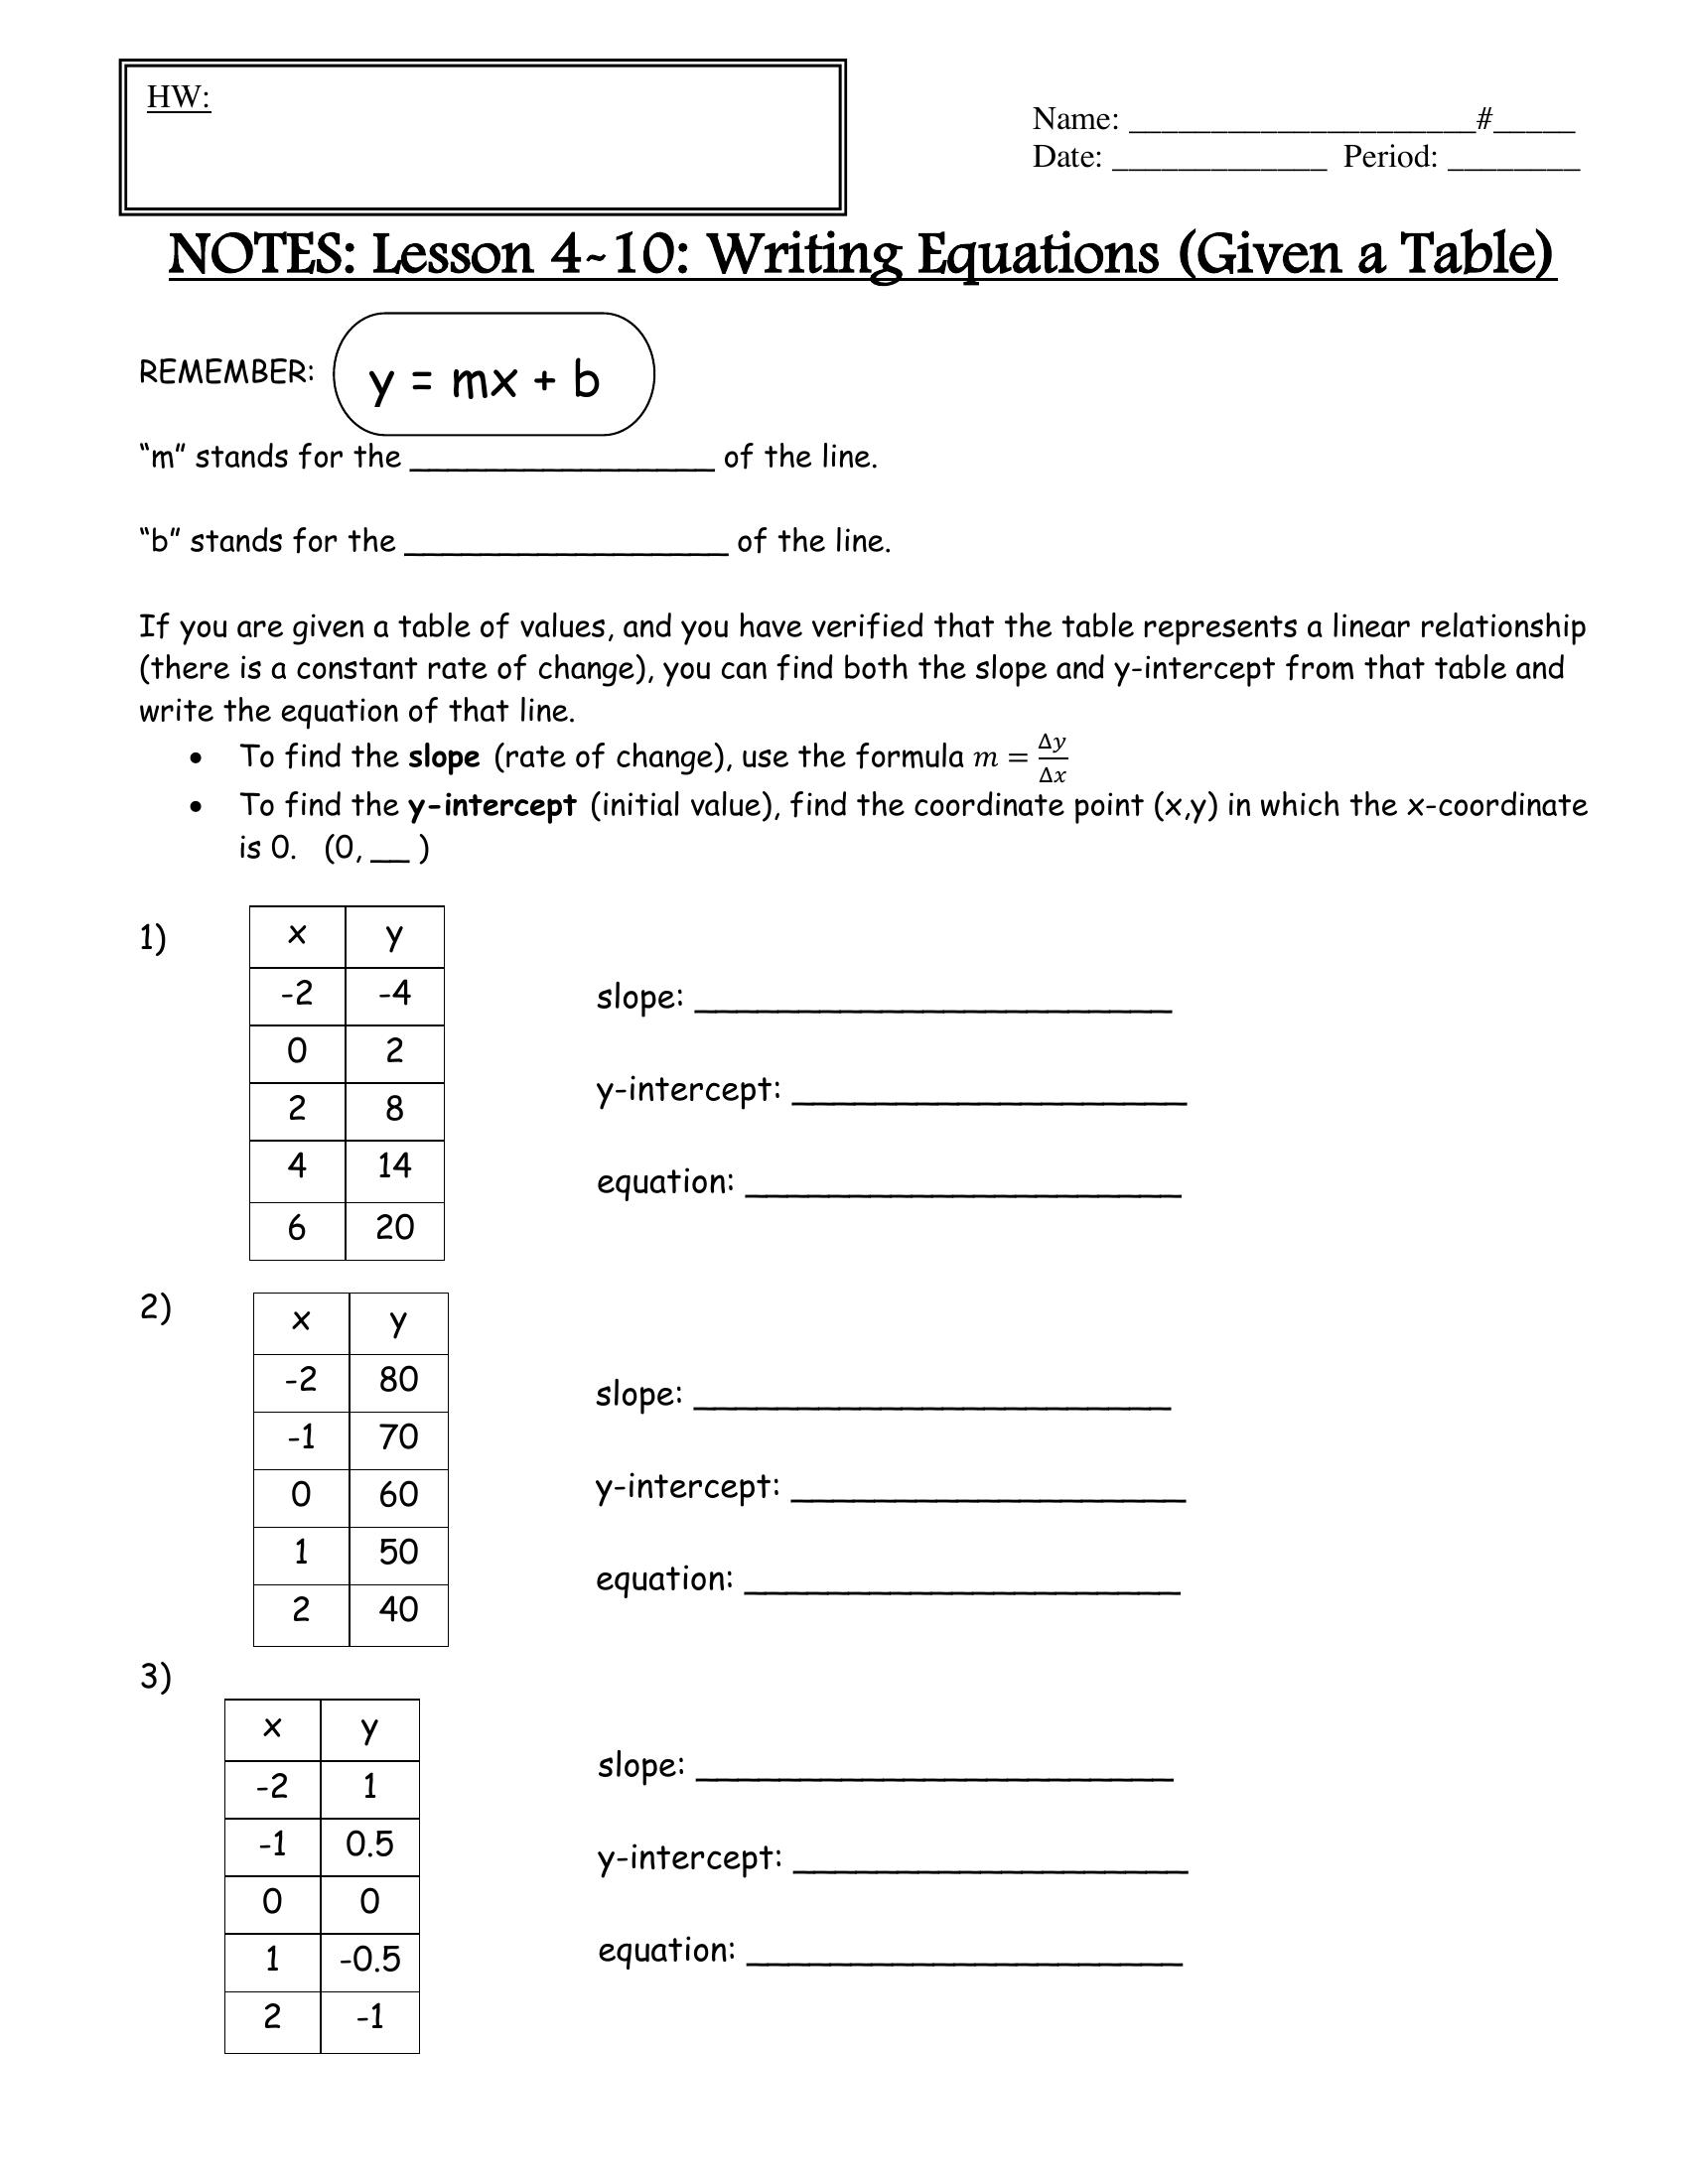 HW:
Name: _____________________#_____
Date: _____________ Period: ________
NOTES: Lesson 4~10: Writing Equations (Given a Table)
REMEMBER: y = mx + b
“m” stands for the ________________ of the line.
“b” stands for the _________________ of the line.
If you are given a table of values, and you have verified that the table represents a linear relationship
(there is a constant rate of change), you can find both the slope and y-intercept from that table and
write the equation of that line.
• To find the slope (rate of change), use the formula m = Δy/Δx
• To find the y-intercept (initial value), find the coordinate point (x,y) in which the x-coordinate
is 0. (0, __ )
1)
x y
-2 -4
0 2
2 8
4 14
6 20
slope: _________________________
y-intercept: ____________________
equation: ______________________
2)
x y
-2 80
-1 70
0 60
1 50
2 40
slope: _________________________
y-intercept: ____________________
equation: ______________________
3)
x y
-2 1
-1 0.5
0 0
1 -0.5
2 -1
slope: _________________________
y-intercept: ____________________
equation: ______________________